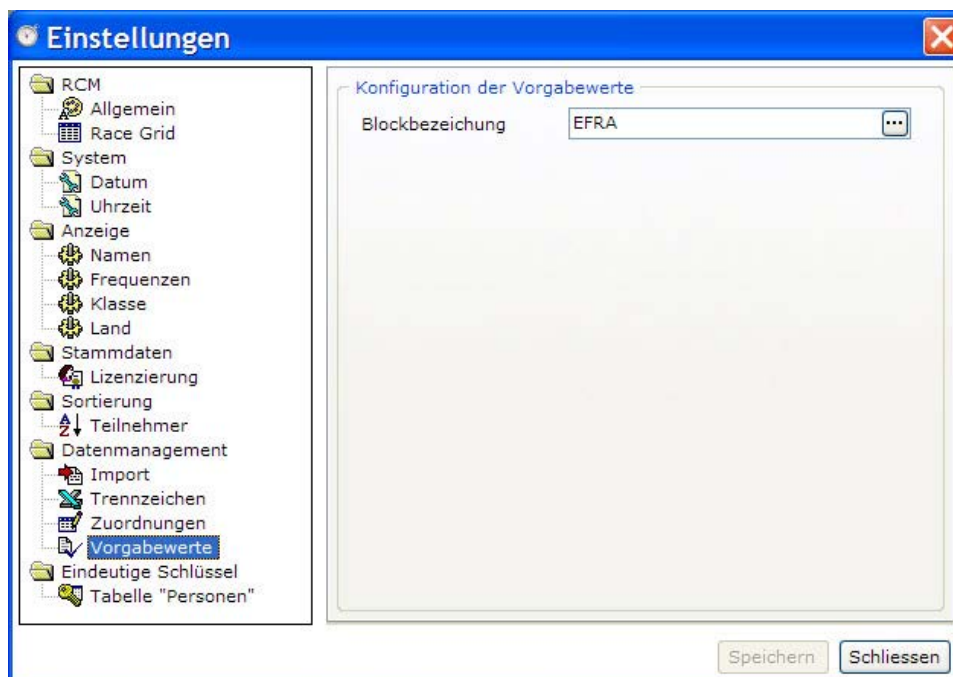 Einstellungen
RCM
Allgemein
Race Grid
System
Datum
Uhrzeit
Anzeige
Namen
Frequenzen
Klasse
Land
Stammdaten
Lizenzierung
Sortierung
Teilnehmer
Datenmanagement
Import
Trennzeichen
Zuordnungen
Vorgabewerte
Eindeutige Schlüssel
Tabelle "Personen"
Konfiguration der Vorgabewerte
Blockbezeichung EFRA ...
Speichern Schliessen